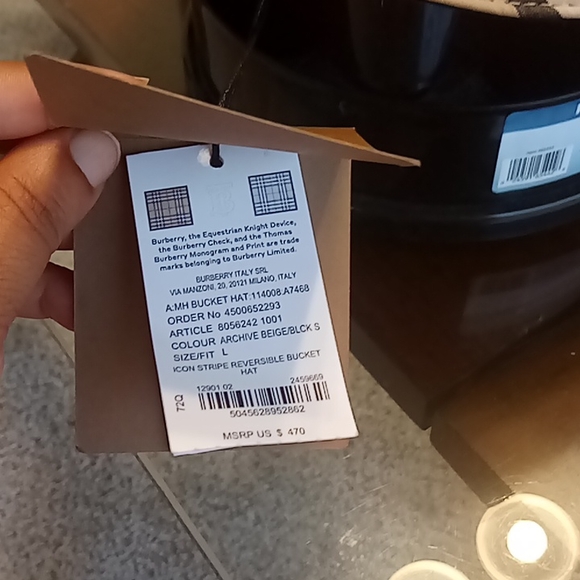 Burberry, the Equestrian Knight Device,
the Burberry Check, and the Thomas
Burberry Monogram and Print are trade
marks belonging to Burberry Limited.
BURBERRY ITALY SRL
VIA MANZONI, 20, 20121 MILANO, ITALY
A:MH BUCKET HAT:114008:A7468
ORDER No 4500652293
ARTICLE 8056242 1001
COLOUR ARCHIVE BEIGE/BLCK S
SIZE/FIT L
ICON STRIPE REVERSIBLE BUCKET
HAT
12901 02 2459669
72Q
5045628952862
MSRP US $ 470